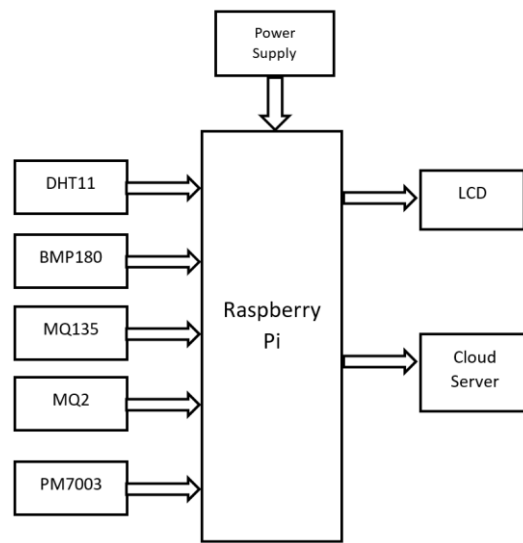 Power
Supply
DHT11
BMP180
MQ135
MQ2
PM7003
Raspberry
Pi
LCD
Cloud
Server